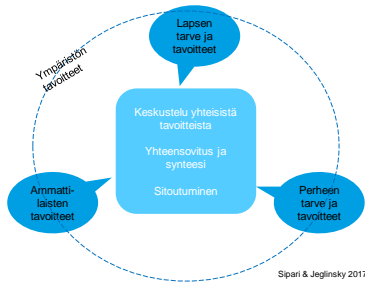 Lapsen
tarve ja
tavoitteet
Ympäristön
tavoitteet
Keskustelu yhteisistä
tavoitteista
Yhteensovitus ja
synteesi
Sitoutuminen
Ammatti-
laisten
tavoitteet
Perheen
tarve ja
tavoitteet
Sipari & Jeglinsky 2017